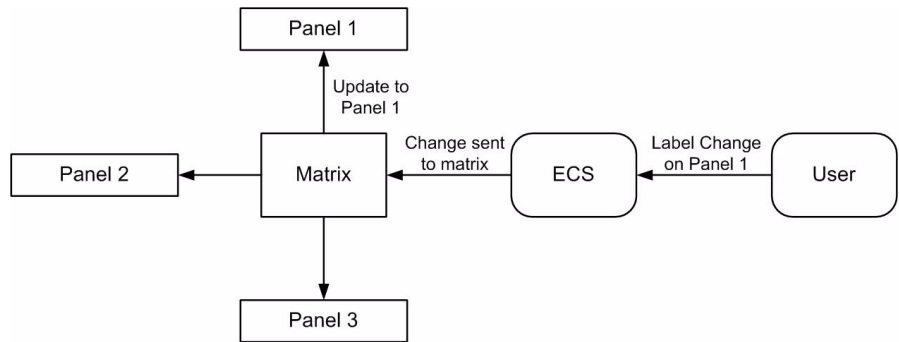 Panel 1
Update to
Panel 1
Panel 2
Matrix
Change sent
to matrix
ECS
Label Change
on Panel 1
User
Panel 3